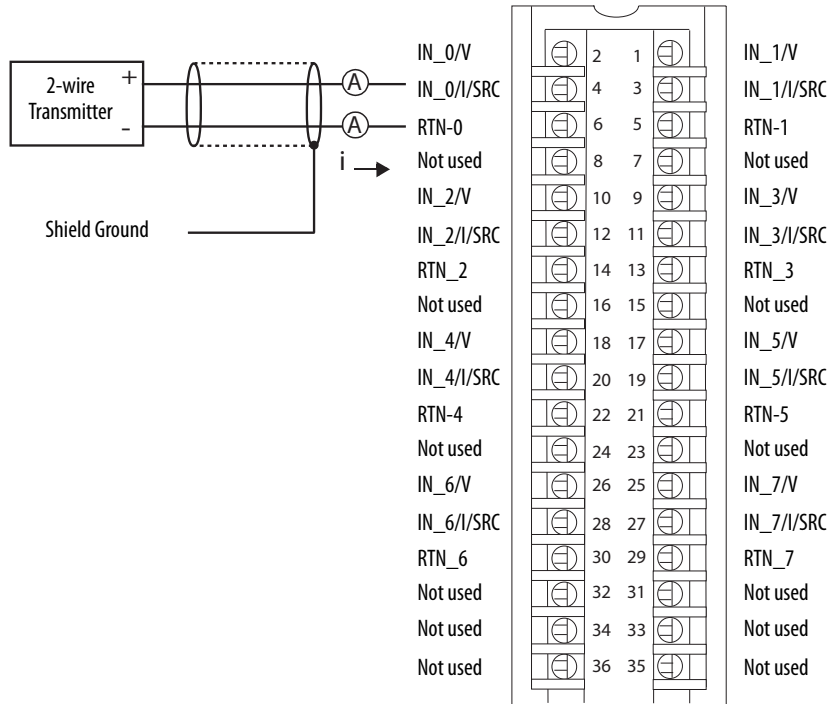 IN_0/V 2 1 IN_1/V
2-wire Transmitter + A IN_0/I/SRC 4 3 IN_1/I/SRC
- A RTN-0 6 5 RTN-1
i Not used 8 7 Not used
IN_2/V 10 9 IN_3/V
Shield Ground IN_2/I/SRC 12 11 IN_3/I/SRC
RTN_2 14 13 RTN_3
Not used 16 15 Not used
IN_4/V 18 17 IN_5/V
IN_4/I/SRC 20 19 IN_5/I/SRC
RTN-4 22 21 RTN-5
Not used 24 23 Not used
IN_6/V 26 25 IN_7/V
IN_6/I/SRC 28 27 IN_7/I/SRC
RTN_6 30 29 RTN_7
Not used 32 31 Not used
Not used 34 33 Not used
Not used 36 35 Not used